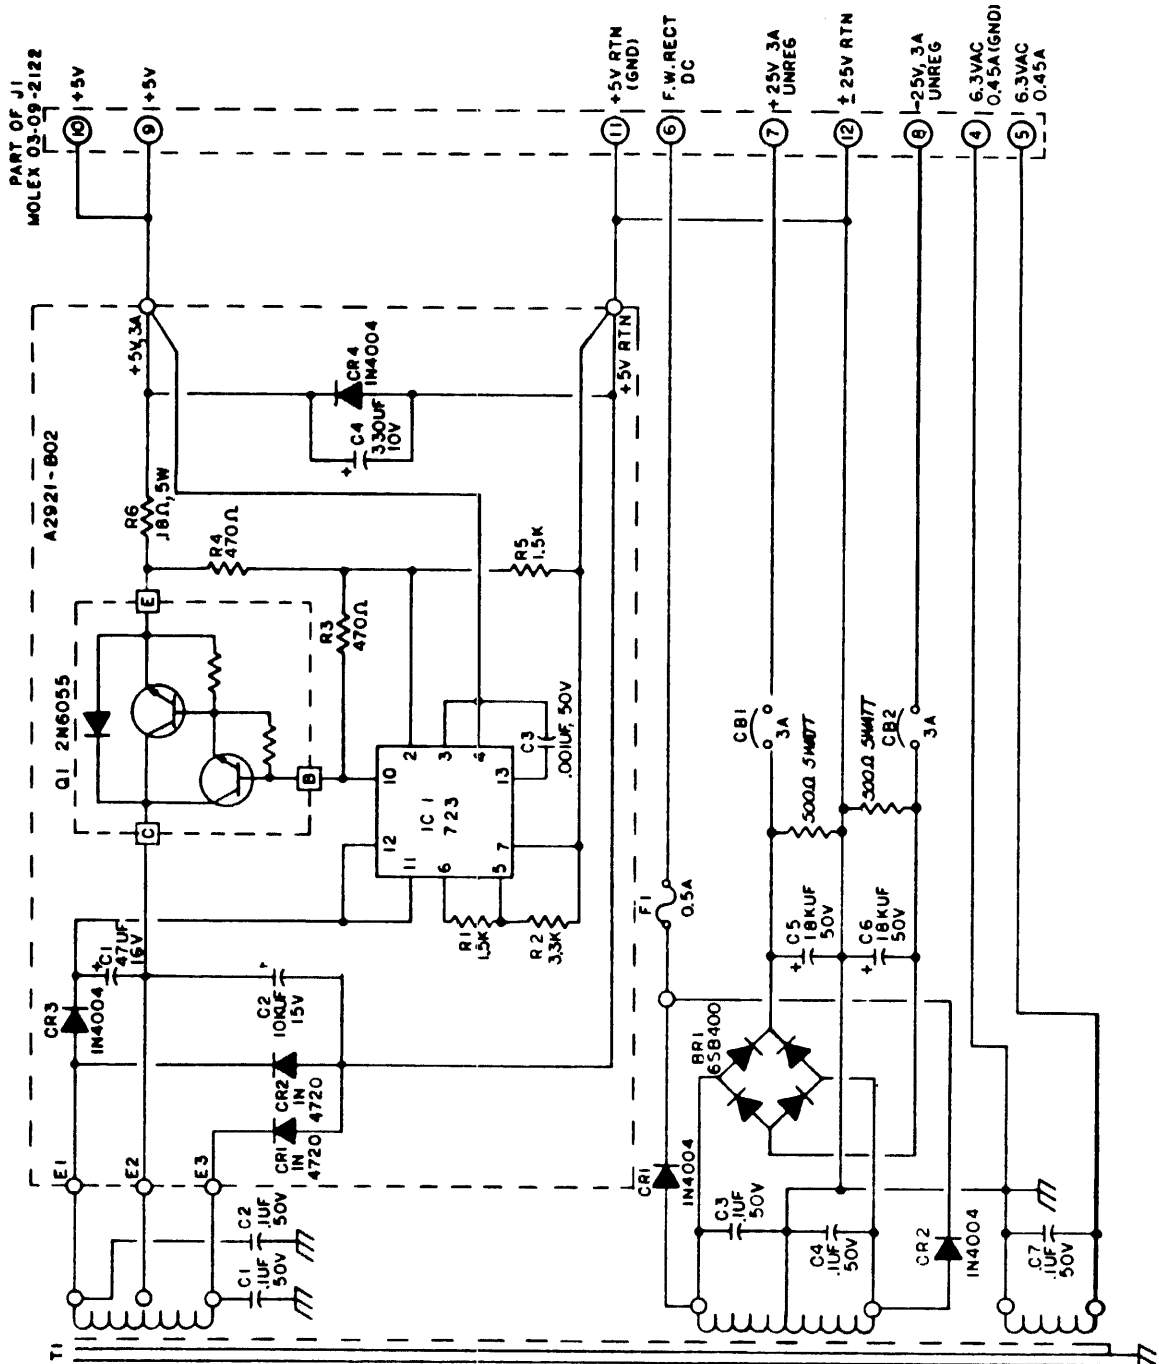 PART OF J1
MOLEX 03-09-2122
10
+5V
9
+5V
11
+5V RTN
(GND)
6
F.W. RECT
DC
7
+25V 3A
UNREG
12
± 25V RTN
8
-25V, 3A
UNREG
4
6.3VAC
0.45A (GND)
5
6.3VAC
0.45A
A2921-B02
+5V, 3A
+5V RTN
CR4
1N4004
C4
330UF
10V
+
R6
.18Ω, 5W
R4
470Ω
R5
1.5K
R3
470Ω
Q1 2N6055
E
B
C
IC 1
723
10
2
3
4
13
12
11
6
5
7
C3
.001UF, 50V
R1
1.5K
R2
3.3K
CR3
1N4004
+
C1
47UF
16V
C2
10KUF
15V
CR2
1N
4720
CR1
1N
4720
E1
E2
E3
C2
.1UF
50V
C1
.1UF
50V
T1
CB1
3A
500Ω 5WATT
500Ω 5WATT
CB2
3A
F1
0.5A
+
C5
18KUF
50V
+
C6
18KUF
50V
BR1
6SB400
CR1
1N4004
C3
.1UF
50V
C4
.1UF
50V
CR2
1N4004
C7
.1UF
50V